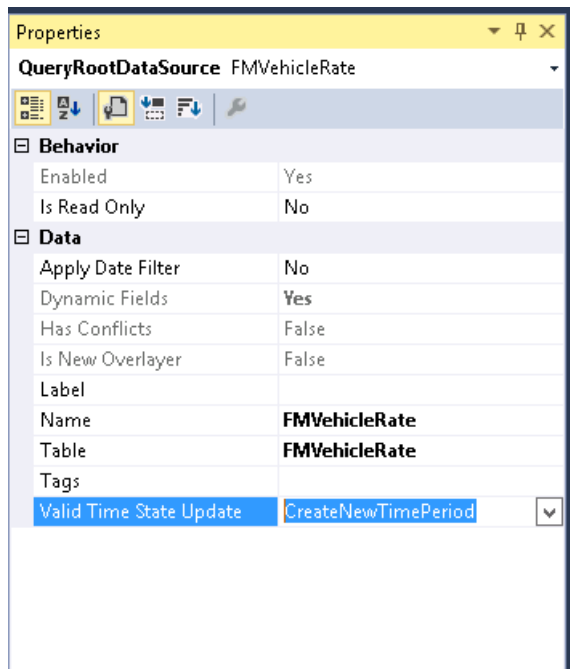 Properties
QueryRootDataSource FMVehicleRate
Behavior
Enabled Yes
Is Read Only No
Data
Apply Date Filter No
Dynamic Fields Yes
Has Conflicts False
Is New Overlayer False
Label
Name FMVehicleRate
Table FMVehicleRate
Tags
Valid Time State Update CreateNewTimePeriod